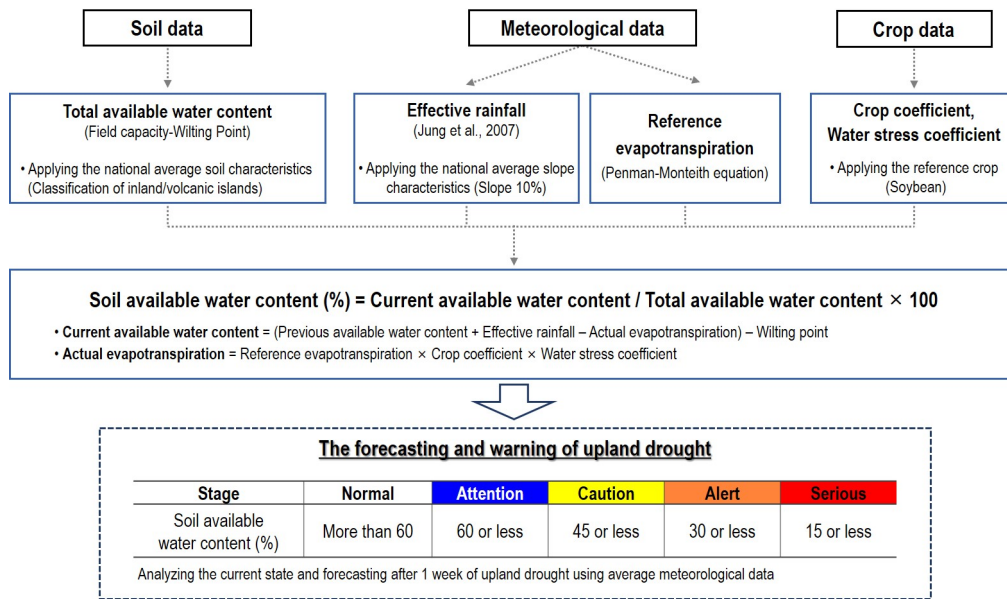 Soil data
Meteorological data
Crop data
Total available water content
(Field capacity-Wilting Point)
• Applying the national average soil characteristics
(Classification of inland/volcanic islands)
Effective rainfall
(Jung et al., 2007)
• Applying the national average slope
characteristics (Slope 10%)
Reference
evapotranspiration
(Penman-Monteith equation)
Crop coefficient,
Water stress coefficient
• Applying the reference crop
(Soybean)
Soil available water content (%) = Current available water content / Total available water content × 100
• Current available water content = (Previous available water content + Effective rainfall – Actual evapotranspiration) – Wilting point
• Actual evapotranspiration = Reference evapotranspiration × Crop coefficient × Water stress coefficient
The forecasting and warning of upland drought
Stage Normal Attention Caution Alert Serious
Soil available
water content (%) More than 60 60 or less 45 or less 30 or less 15 or less
Analyzing the current state and forecasting after 1 week of upland drought using average meteorological data